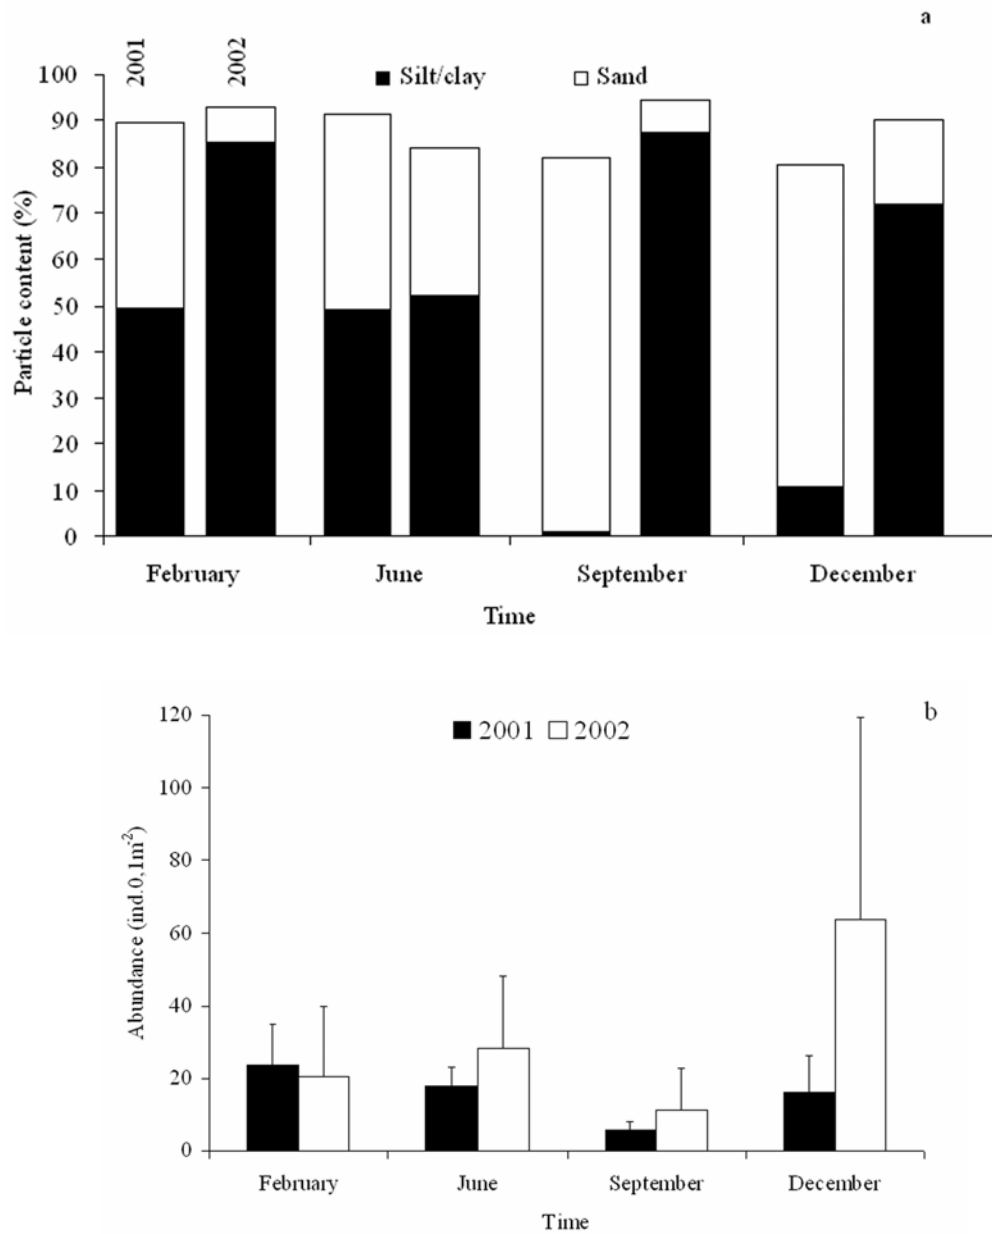 a
2001 2002
Silt/clay Sand
100
90
80
70
60
50
40
30
20
10
0
Particle content (%)
February June September December
Time
b
2001 2002
120
100
80
60
40
20
0
Abundance (ind.0,1m-2)
February June September December
Time